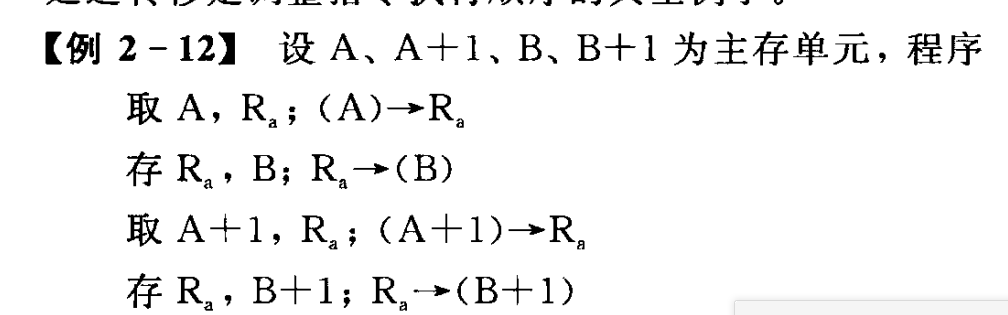 【例 2-12】 设 A、A+1、B、B+1 为主存单元，程序
取 A，Rₐ；(A)→Rₐ
存 Rₐ，B；Rₐ→(B)
取 A+1，Rₐ；(A+1)→Rₐ
存 Rₐ，B+1；Rₐ→(B+1)